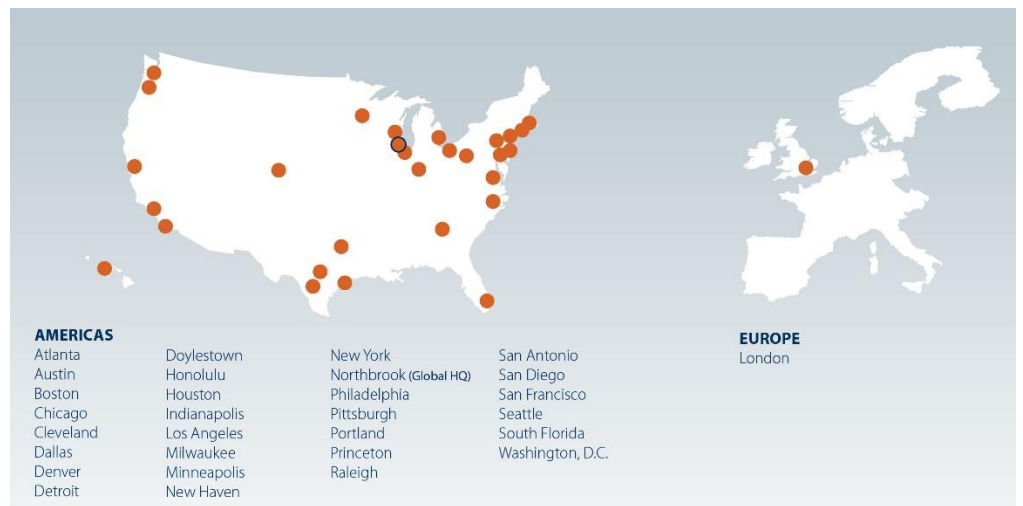 AMERICAS
Atlanta
Austin
Boston
Chicago
Cleveland
Dallas
Denver
Detroit
Doylestown
Honolulu
Houston
Indianapolis
Los Angeles
Milwaukee
Minneapolis
New Haven
New York
Northbrook (Global HQ)
Philadelphia
Pittsburgh
Portland
Princeton
Raleigh
San Antonio
San Diego
San Francisco
Seattle
South Florida
Washington, D.C.
EUROPE
London